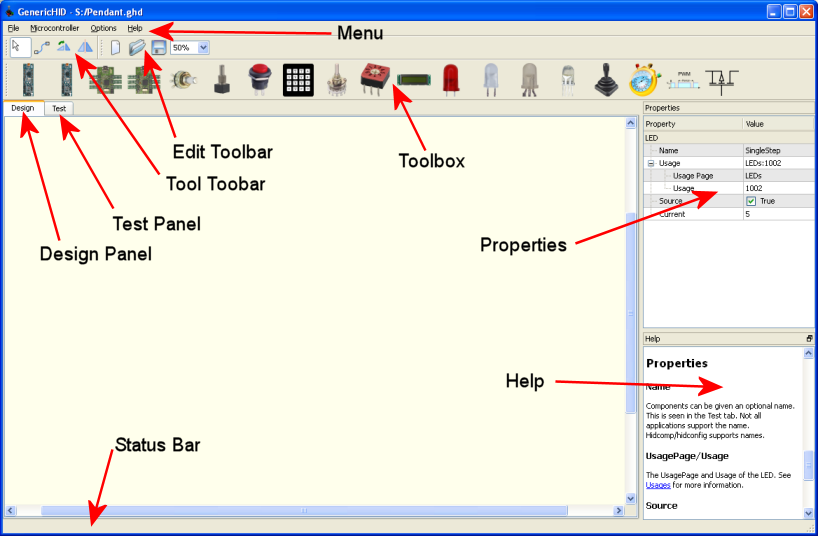 GenericHID - S:/Pendant.ghd
File Microcontroller Options Help
Menu
50%
PWM
Design Test
Edit Toolbar
Tool Toobar
Toolbox
Test Panel
Design Panel
Properties
Help
Status Bar
Properties
Property Value
LED
Name SingleStep
Usage LEDs:1002
Usage Page LEDs
Usage 1002
Source True
Current 5
Help
Properties
Name
Components can be given an optional name.
This is seen in the Test tab. Not all
applications support the name.
Hidcomp/hidconfig supports names.
UsagePage/Usage
The UsagePage and Usage of the LED. See
Usages for more information.
Source